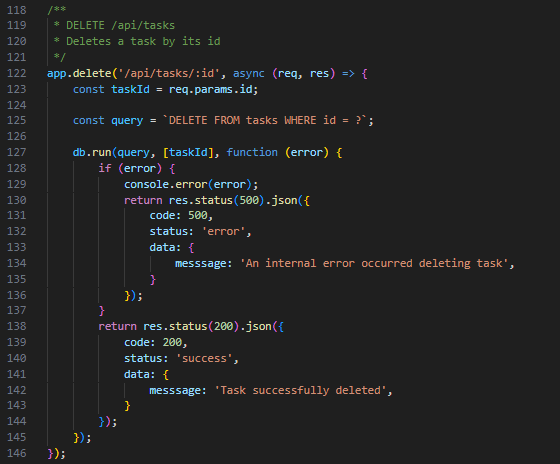 118 /**
119  * DELETE /api/tasks
120  * Deletes a task by its id
121  */
122 app.delete('/api/tasks/:id', async (req, res) => {
123     const taskId = req.params.id;
124
125     const query = `DELETE FROM tasks WHERE id = ?`;
126
127     db.run(query, [taskId], function (error) {
128         if (error) {
129             console.error(error);
130             return res.status(500).json({
131                 code: 500,
132                 status: 'error',
133                 data: {
134                     messsage: 'An internal error occurred deleting task',
135                 }
136             });
137         }
138         return res.status(200).json({
139             code: 200,
140             status: 'success',
141             data: {
142                 messsage: 'Task successfully deleted',
143             }
144         });
145     });
146 });